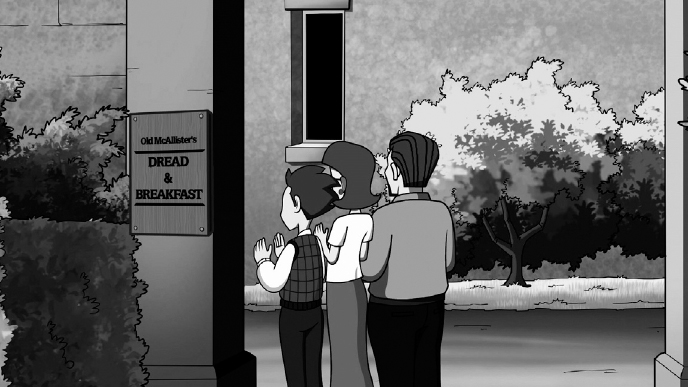 Old McAllister's
DREAD
&
BREAKFAST